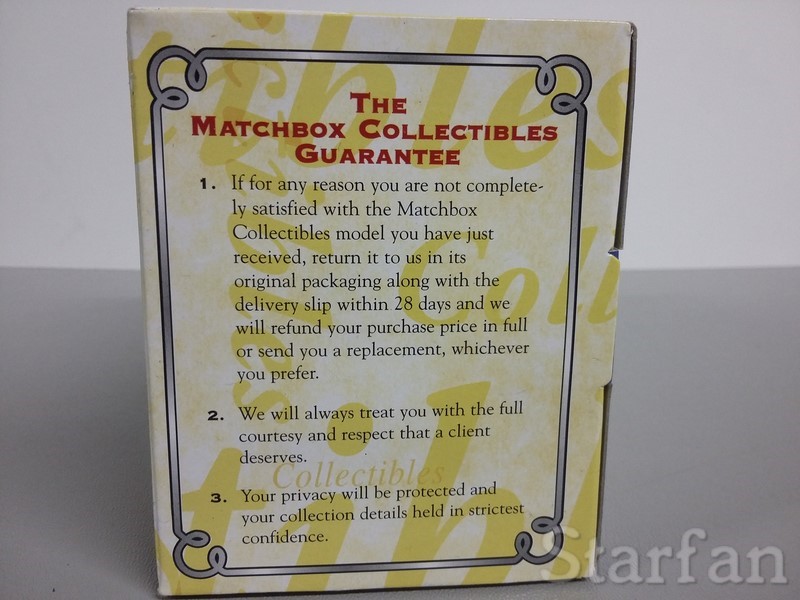 THE
MATCHBOX COLLECTIBLES
GUARANTEE
1. If for any reason you are not complete-
ly satisfied with the Matchbox
Collectibles model you have just
received, return it to us in its
original packaging along with the
delivery slip within 28 days and we
will refund your purchase price in full
or send you a replacement, whichever
you prefer.
2. We will always treat you with the full
courtesy and respect that a client
deserves.
Collectibles
3. Your privacy will be protected and
your collection details held in strictest
confidence.
Starfan